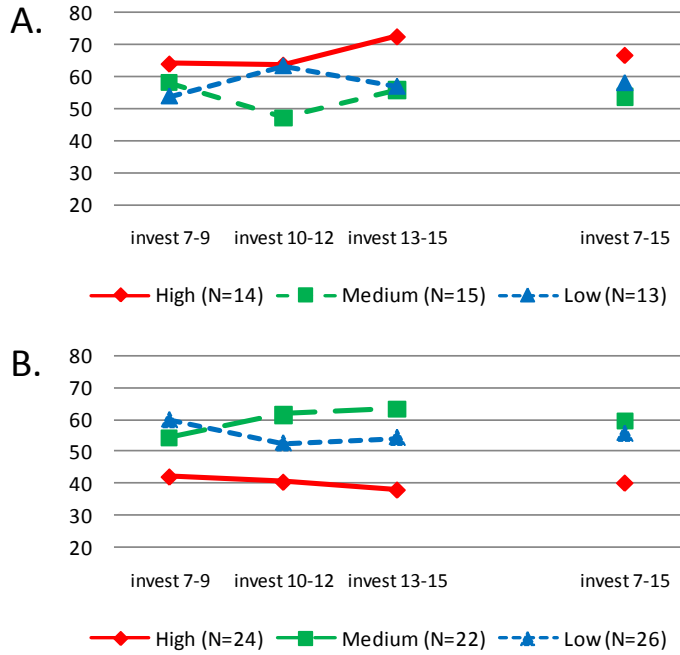 A.
80
70
60
50
40
30
20
invest 7-9 invest 10-12 invest 13-15 invest 7-15
High (N=14) Medium (N=15) Low (N=13)
B.
80
70
60
50
40
30
20
invest 7-9 invest 10-12 invest 13-15 invest 7-15
High (N=24) Medium (N=22) Low (N=26)